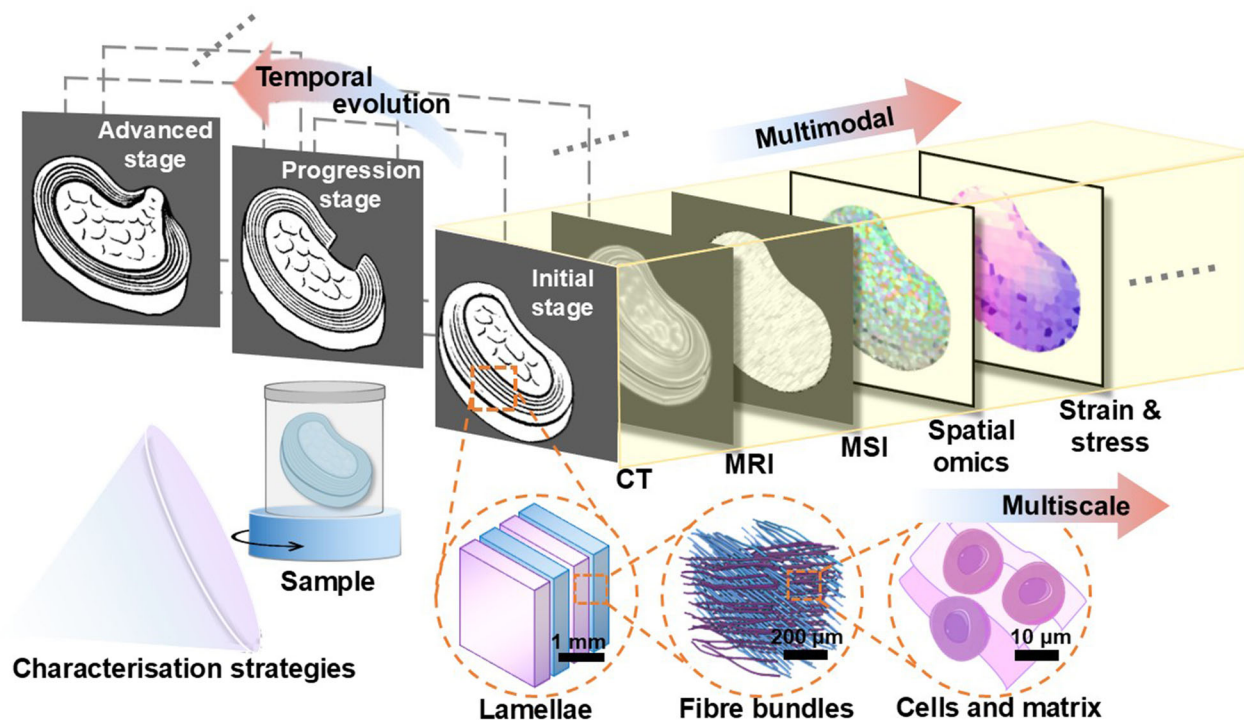 Temporal
evolution
Multimodal
Advanced
stage
Progression
stage
Initial
stage
CT
MRI
MSI
Spatial
omics
Strain &
stress
Multiscale
Sample
Characterisation strategies
1 mm
200 µm
10 µm
Lamellae
Fibre bundles
Cells and matrix